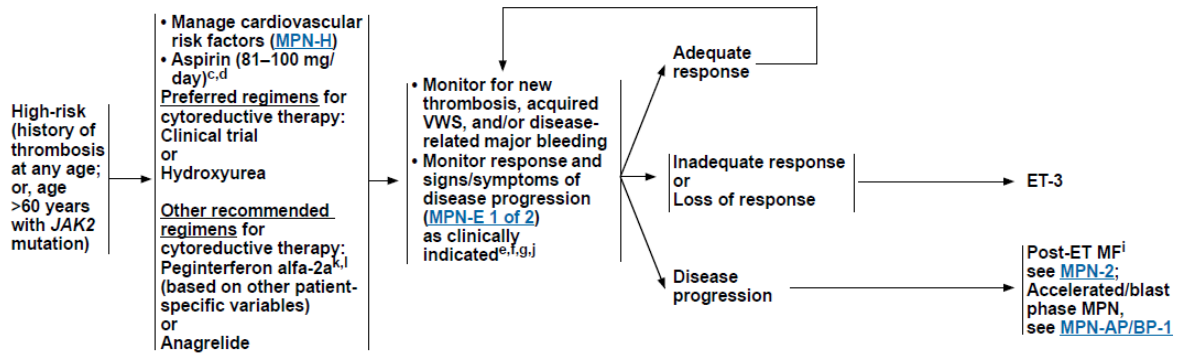 High-risk
(history of
thrombosis
at any age;
or, age
>60 years
with JAK2
mutation)
• Manage cardiovascular
risk factors (MPN-H)
• Aspirin (81–100 mg/
day)c,d
Preferred regimens for
cytoreductive therapy:
Clinical trial
or
Hydroxyurea
Other recommended
regimens for
cytoreductive therapy:
Peginterferon alfa-2ak,l
(based on other patient-
specific variables)
or
Anagrelide
• Monitor for new
thrombosis, acquired
VWS, and/or disease-
related major bleeding
• Monitor response and
signs/symptoms of
disease progression
(MPN-E 1 of 2)
as clinically
indicatede,f,g,j
Adequate
response
Inadequate response
or
Loss of response
ET-3
Disease
progression
Post-ET MFi
see MPN-2;
Accelerated/blast
phase MPN,
see MPN-AP/BP-1